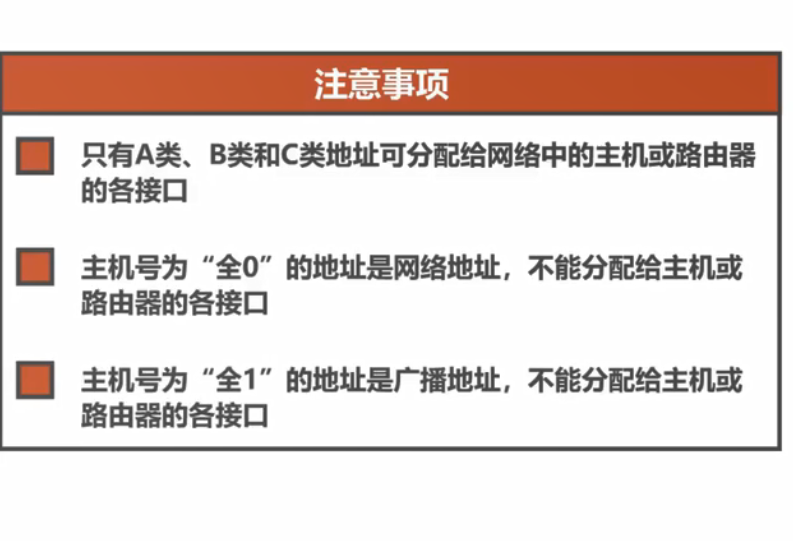 注意事项
只有A类、B类和C类地址可分配给网络中的主机或路由器
的各接口
主机号为“全0”的地址是网络地址，不能分配给主机或
路由器的各接口
主机号为“全1”的地址是广播地址，不能分配给主机或
路由器的各接口